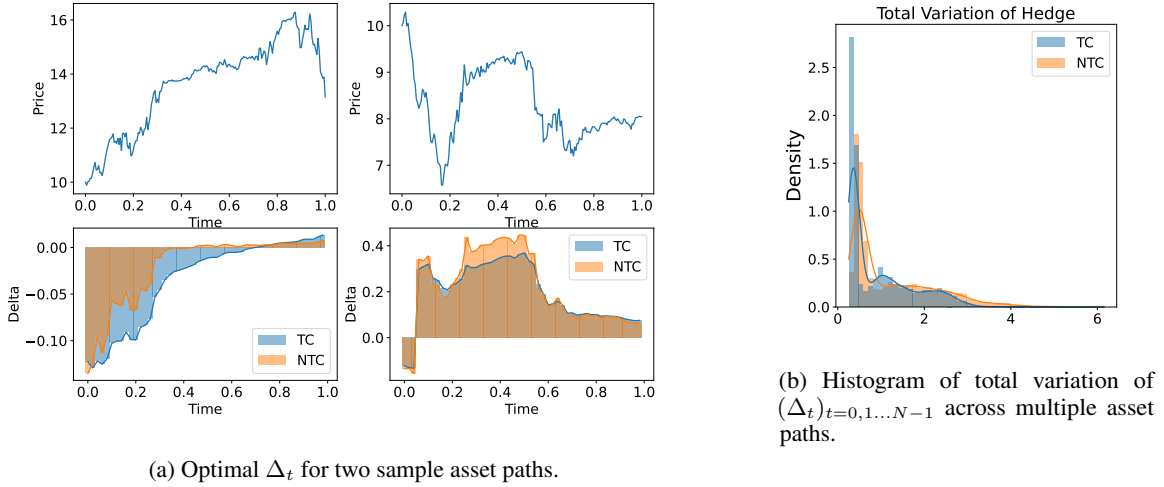 16
14
12
10
Price
0.0 0.2 0.4 0.6 0.8 1.0
Time
10
9
8
7
Price
0.0 0.2 0.4 0.6 0.8 1.0
Time
0.00
−0.05
−0.10
Delta
TC
NTC
0.0 0.2 0.4 0.6 0.8 1.0
Time
0.4
0.2
0.0
Delta
TC
NTC
0.0 0.2 0.4 0.6 0.8 1.0
Time
(a) Optimal Δt for two sample asset paths.
Total Variation of Hedge
TC
NTC
2.5
2.0
1.5
1.0
0.5
0.0
Density
0 2 4 6
(b) Histogram of total variation of
(Δt)t=0,1...N−1 across multiple asset
paths.